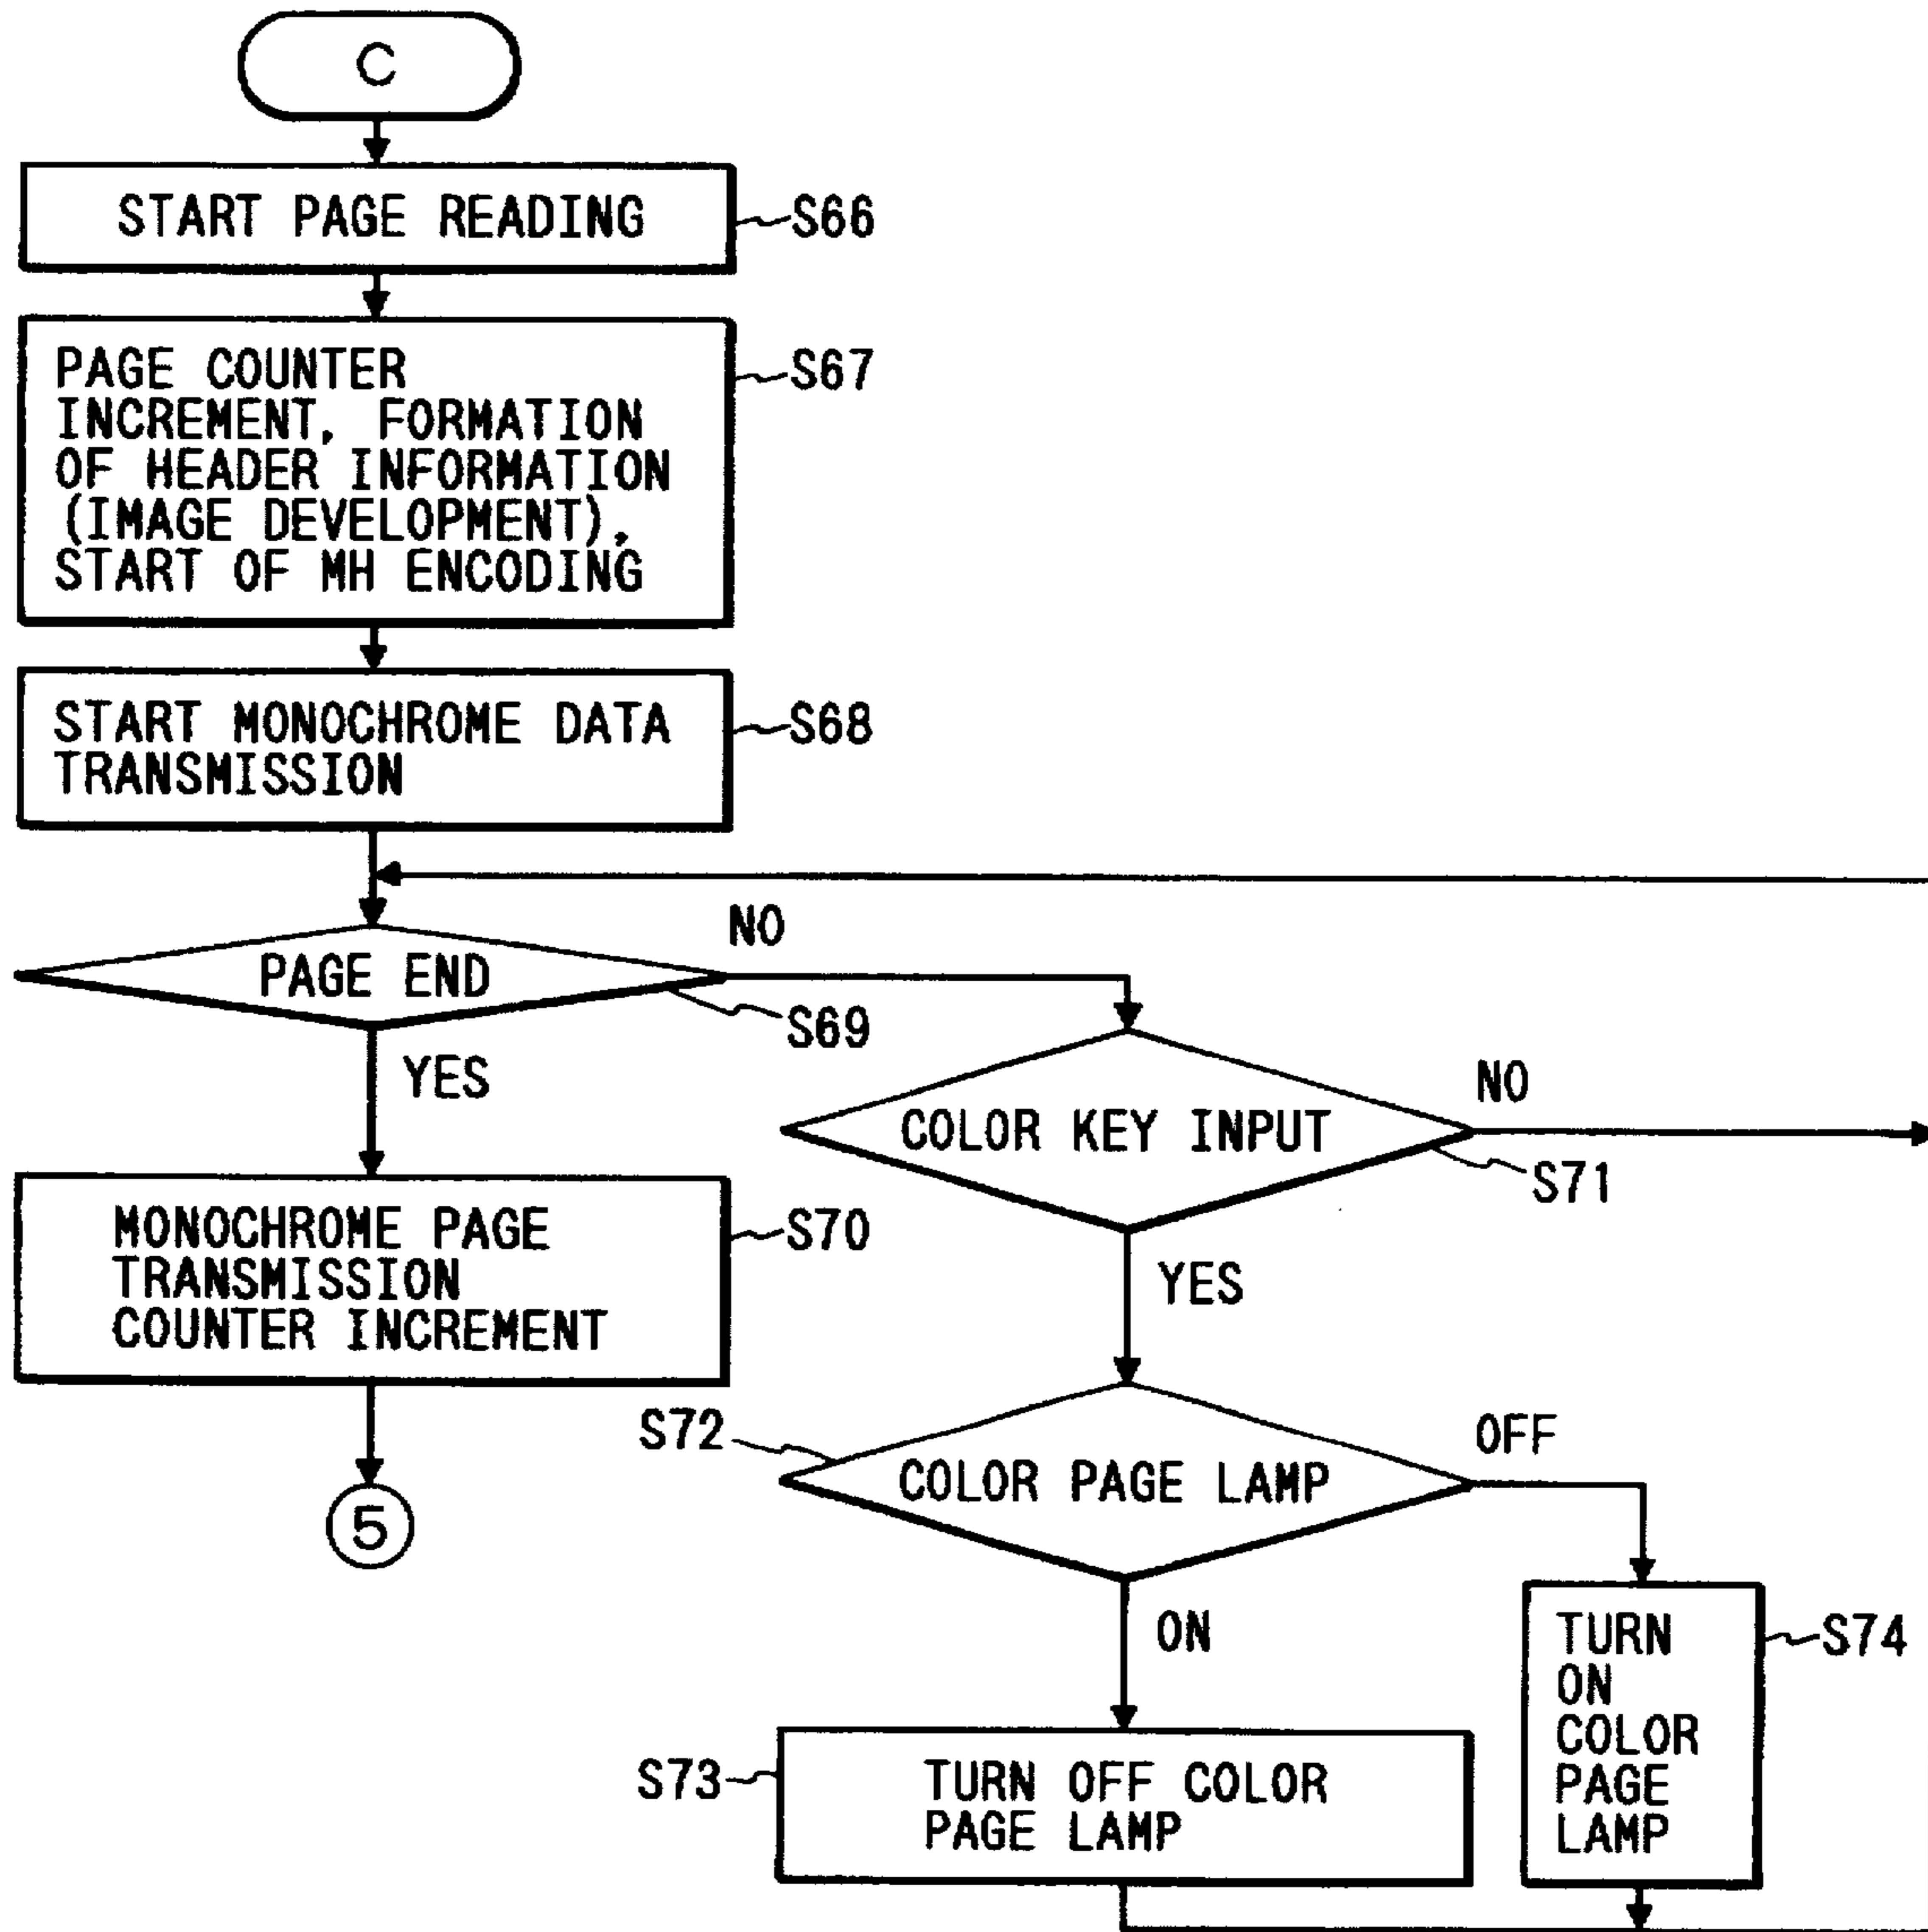 C
START PAGE READING
S66
PAGE COUNTER
INCREMENT, FORMATION
OF HEADER INFORMATION
(IMAGE DEVELOPMENT),
START OF MH ENCODING
S67
START MONOCHROME DATA
TRANSMISSION
S68
PAGE END
NO
S69
YES
MONOCHROME PAGE
TRANSMISSION
COUNTER INCREMENT
S70
5
COLOR KEY INPUT
NO
S71
YES
S72
COLOR PAGE LAMP
OFF
ON
S73
TURN OFF COLOR
PAGE LAMP
TURN
ON
COLOR
PAGE
LAMP
S74